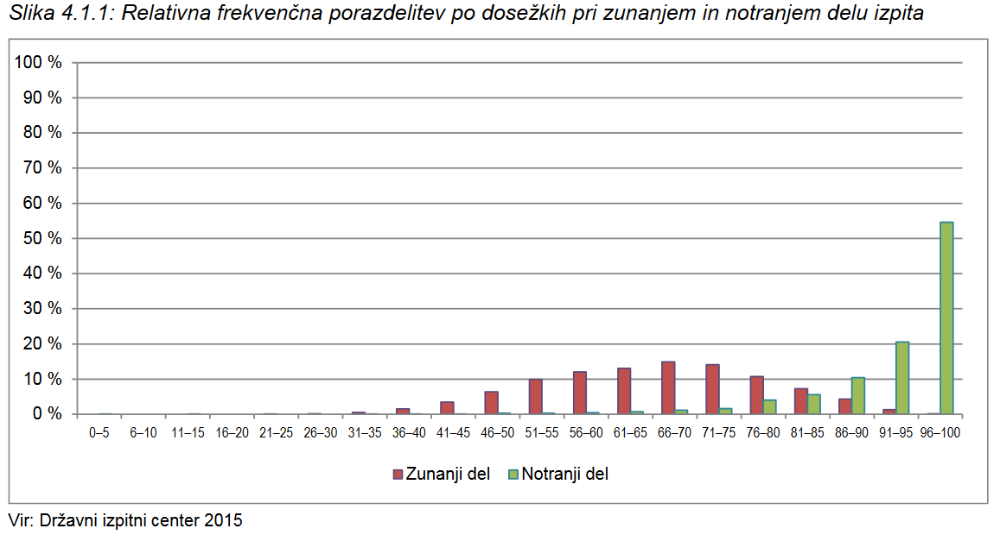 Slika 4.1.1: Relativna frekvenčna porazdelitev po dosežkih pri zunanjem in notranjem delu izpita
100 %
90 %
80 %
70 %
60 %
50 %
40 %
30 %
20 %
10 %
0 %
0–5 6–10 11–15 16–20 21–25 26–30 31–35 36–40 41–45 46–50 51–55 56–60 61–65 66–70 71–75 76–80 81–85 86–90 91–95 96–100
Zunanji del Notranji del
Vir: Državni izpitni center 2015